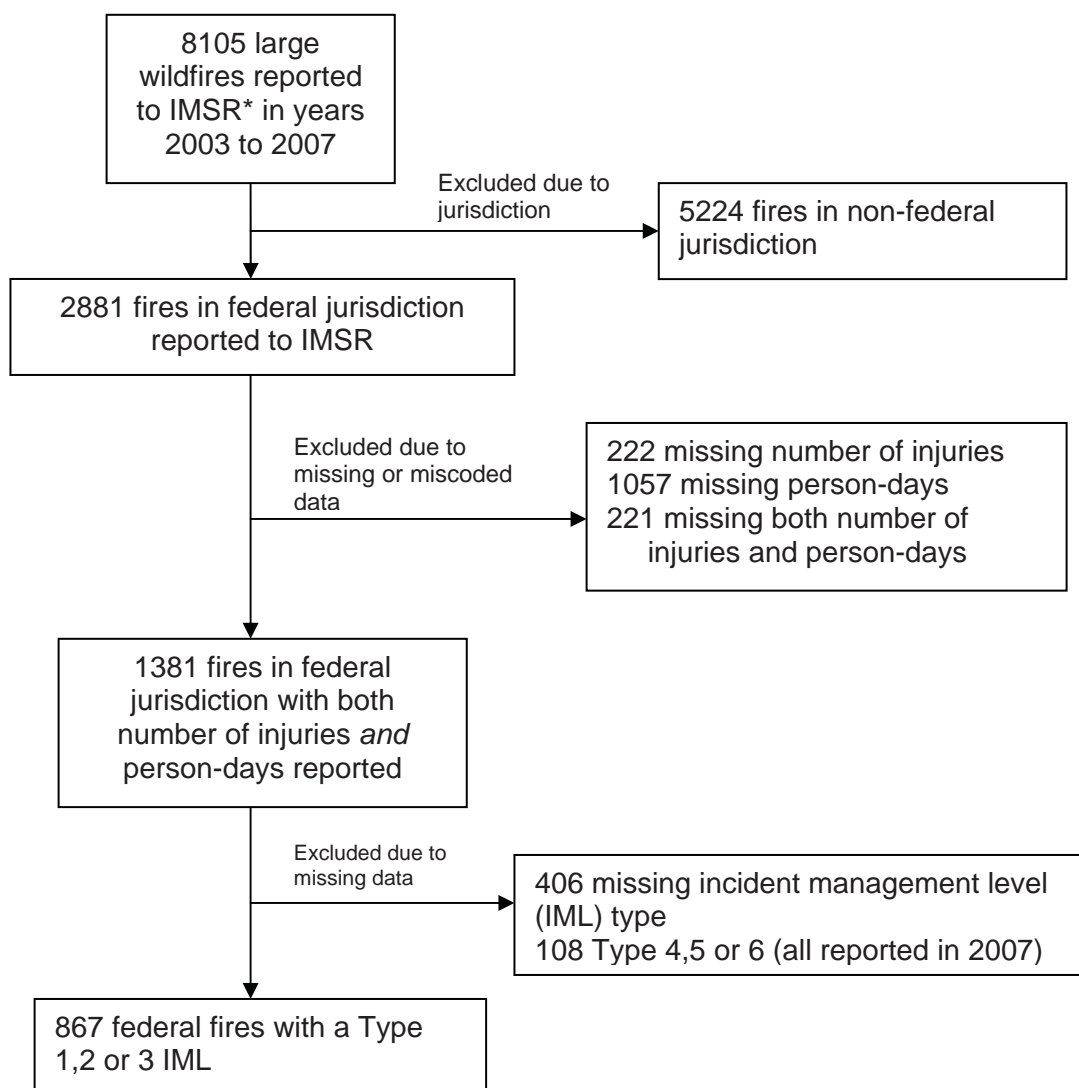 8105 large
wildfires reported
to IMSR* in years
2003 to 2007
Excluded due to
jurisdiction
5224 fires in non-federal
jurisdiction
2881 fires in federal jurisdiction
reported to IMSR
Excluded due to
missing or miscoded
data
222 missing number of injuries
1057 missing person-days
221 missing both number of
injuries and person-days
1381 fires in federal
jurisdiction with both
number of injuries and
person-days reported
Excluded due to
missing data
406 missing incident management level
(IML) type
108 Type 4,5 or 6 (all reported in 2007)
867 federal fires with a Type
1,2 or 3 IML